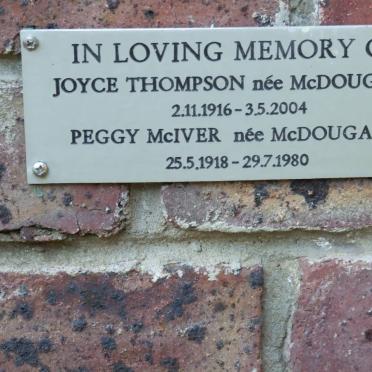 IN LOVING MEMORY
JOYCE THOMPSON née McDOUG
2.11.1916 – 3.5.2004
PEGGY McIVER née McDOUGA
25.5.1918 – 29.7.1980